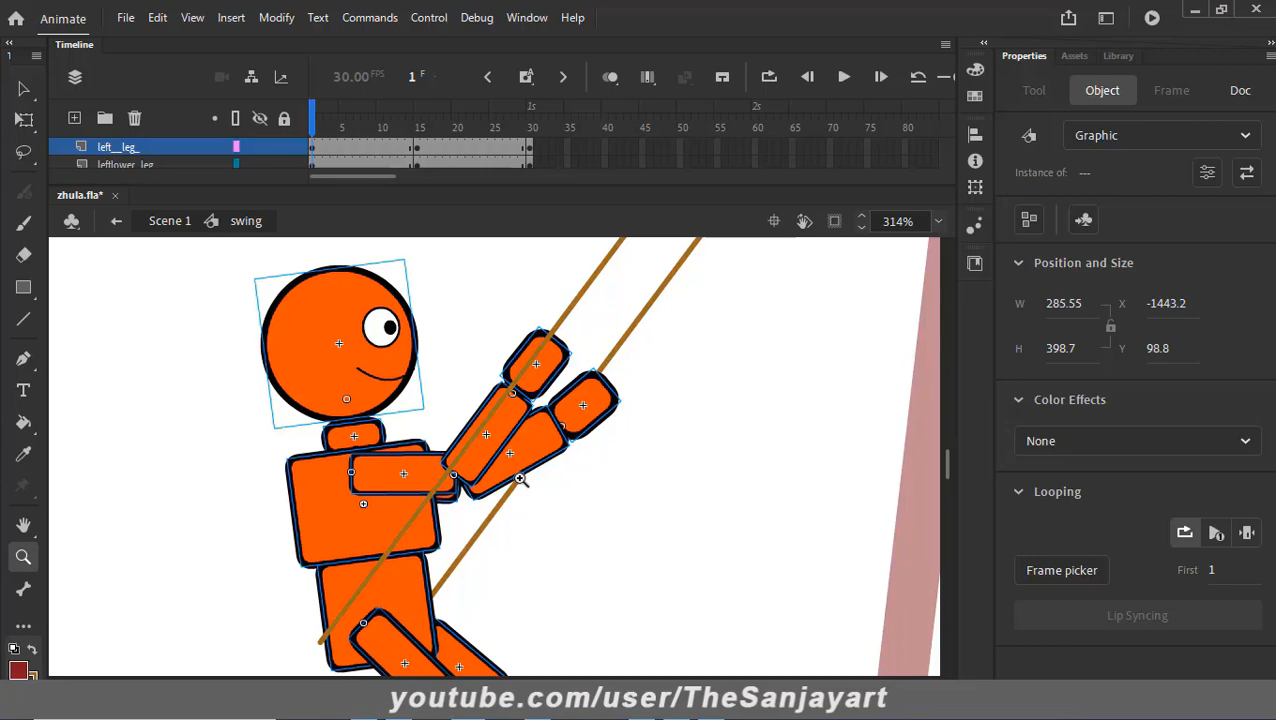 Animate File Edit View Insert Modify Text Commands Control Debug Window Help
Timeline
30.00 FPS 1 F
1s 2s
5 10 15 20 25 30 35 40 45 50 55 60 65 70 75 80
left__leg_
leftlower_leg
zhula.fla* ×
Scene 1 swing 314%
1
Properties Assets Library
Tool Object Frame Doc
Graphic
Instance of: ---
Position and Size
W 285.55 X -1443.2
H 398.7 Y 98.8
Color Effects
None
Looping
Frame picker First 1
Lip Syncing
youtube.com/user/TheSanjayart